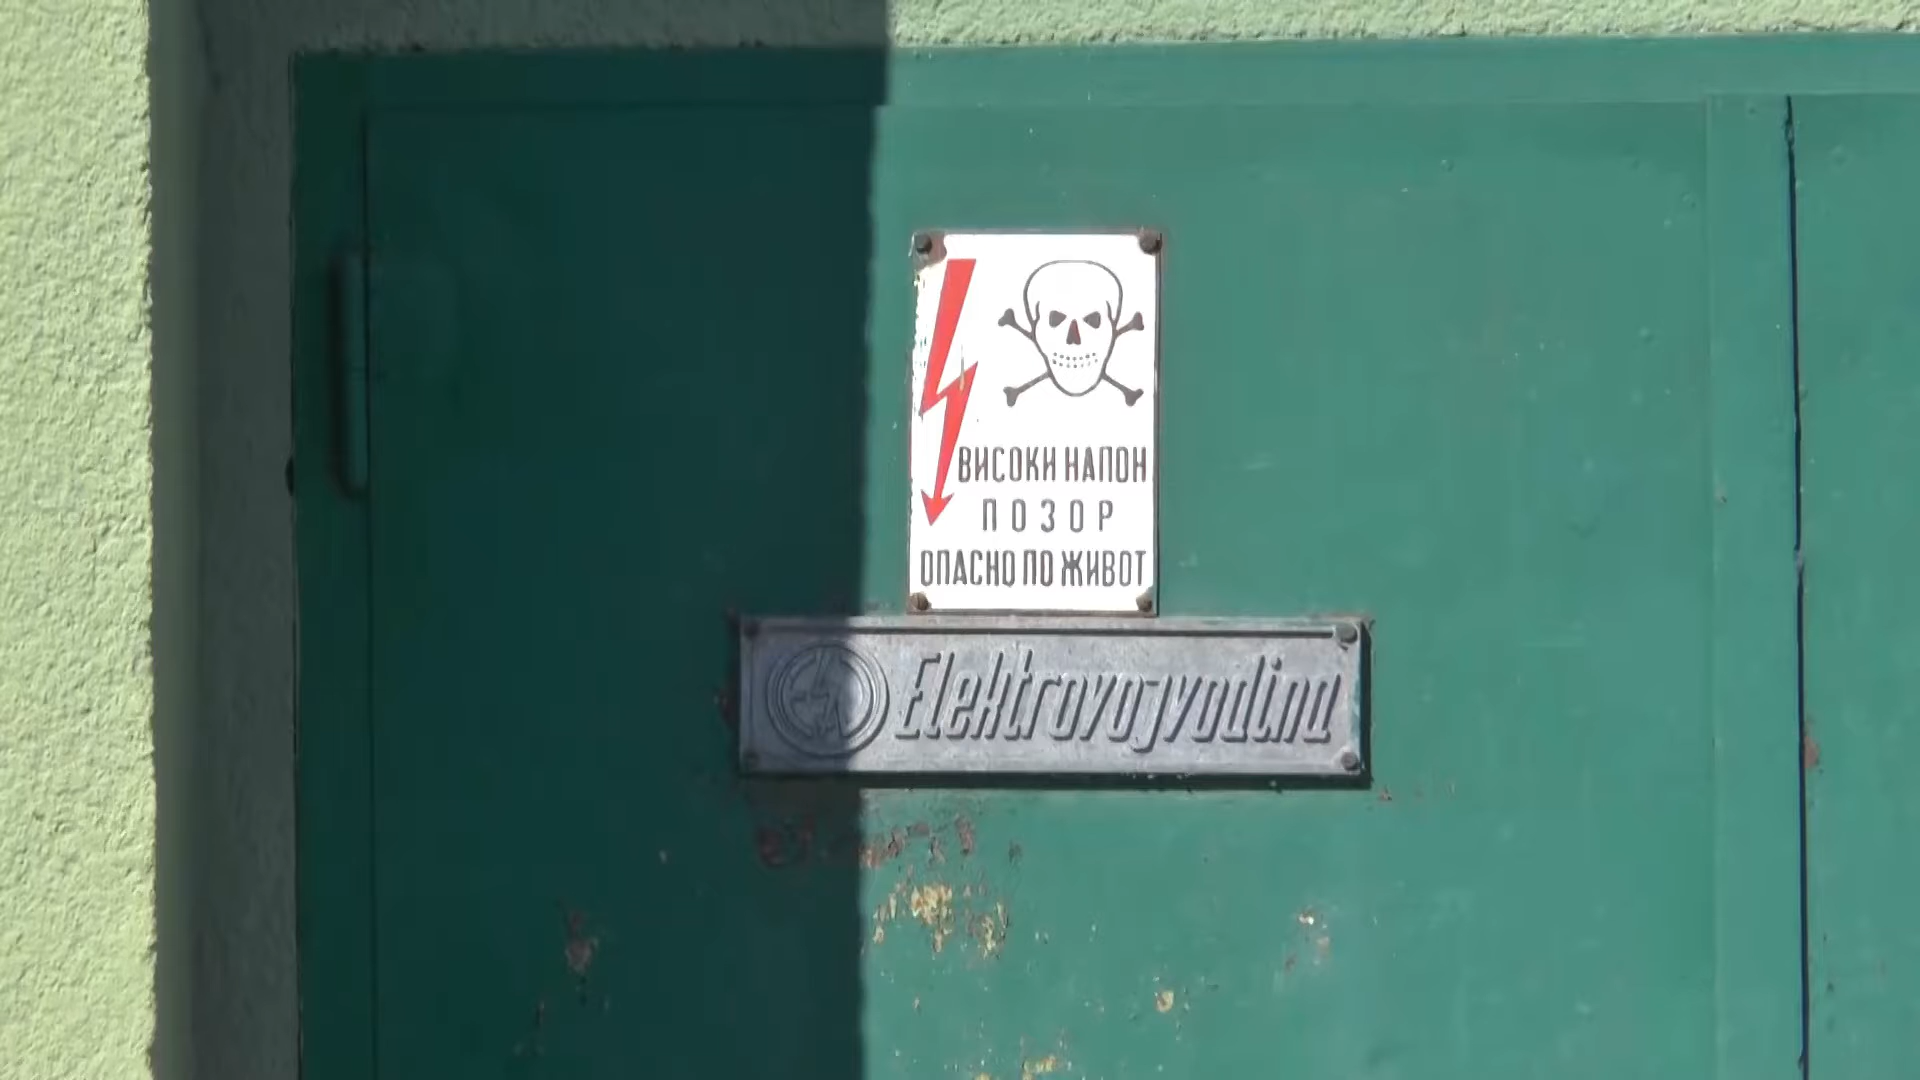 ВИСОКИ НАПОН
ПОЗОР
ОПАСНО ПО ЖИВОТ
Elektrovojvodina